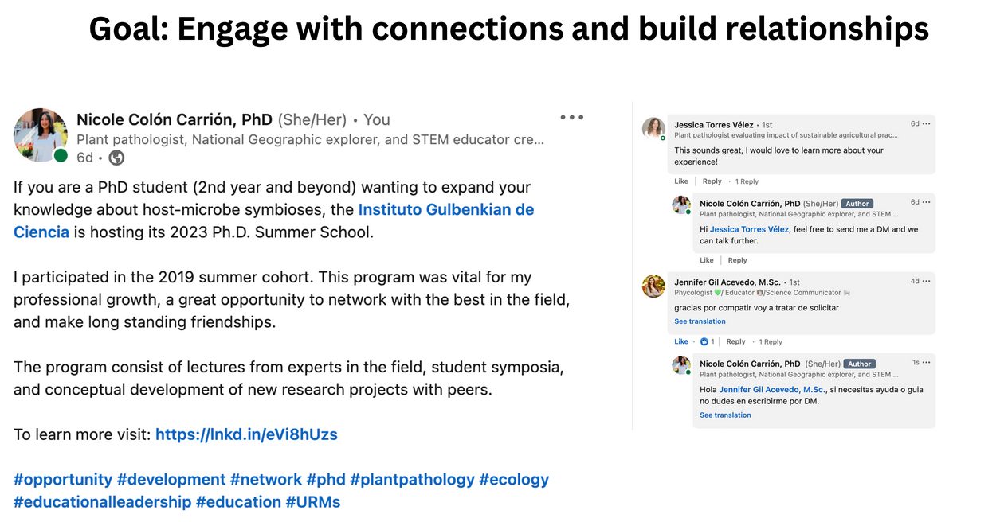 Goal: Engage with connections and build relationships
Nicole Colón Carrión, PhD (She/Her) • You
Plant pathologist, National Geographic explorer, and STEM educator cre...
6d •
If you are a PhD student (2nd year and beyond) wanting to expand your
knowledge about host-microbe symbioses, the Instituto Gulbenkian de
Ciencia is hosting its 2023 Ph.D. Summer School.
I participated in the 2019 summer cohort. This program was vital for my
professional growth, a great opportunity to network with the best in the field,
and make long standing friendships.
The program consist of lectures from experts in the field, student symposia,
and conceptual development of new research projects with peers.
To learn more visit: https://lnkd.in/eVi8hUzs
#opportunity #development #network #phd #plantpathology #ecology
#educationalleadership #education #URMs
Jessica Torres Vélez • 1st
6d
Plant pathologist evaluating impact of sustainable agricultural prac...
This sounds great, I would love to learn more about your
experience!
Like | Reply · 1 Reply
Nicole Colón Carrión, PhD (She/Her) Author
6d
Plant pathologist, National Geographic explorer, and STEM ...
Hi Jessica Torres Vélez, feel free to send me a DM and we
can talk further.
Like | Reply
Jennifer Gil Acevedo, M.Sc. • 1st
4d
Phycologist 💚/ Educator /Science Communicator
gracias por compatir voy a tratar de solicitar
See translation
Like · 1 | Reply · 1 Reply
Nicole Colón Carrión, PhD (She/Her) Author
1s
Plant pathologist, National Geographic explorer, and STEM ...
Hola Jennifer Gil Acevedo, M.Sc., si necesitas ayuda o guia
no dudes en escribirme por DM.
See translation